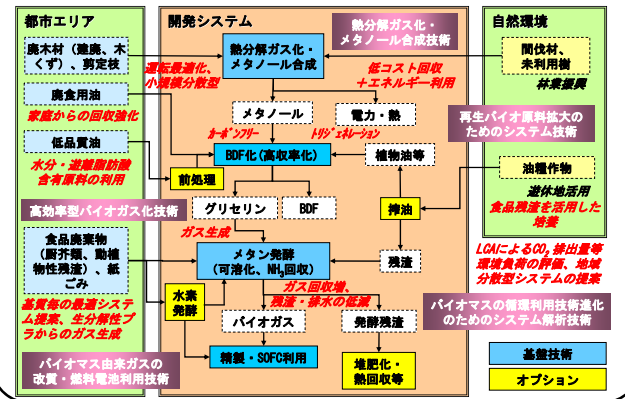 都市エリア
廃木材（建廃、木
くず）、剪定枝
廃食用油
家庭からの回収強化
低品質油
水分・遊離脂肪酸
含有原料の利用
高効率型バイオガス化技術
食品廃棄物
（厨芥類、動植
物性残渣）、紙
ごみ
基質毎の最適システ
ム提案、生分解性プ
ラからのガス生成
バイオマス由来ガスの
改質・燃料電池利用技術
開発システム
熱分解ガス化・
メタノール合成技術
熱分解ガス化・
メタノール合成
運転最適化、
小規模分散型
低コスト回収
＋エネルギー利用
メタノール
電力・熱
カーボンフリー
トリジェネレーション
BDF化(高収率化)
植物油等
前処理
グリセリン
BDF
搾油
ガス生成
メタン発酵
（可溶化、NH3回収）
残渣
水素
発酵
ガス回収増、
残渣・排水の低減
バイオガス
発酵残渣
精製・SOFC利用
堆肥化・
熱回収等
自然環境
間伐材、
未利用樹
林業振興
再生バイオ原料拡大の
ためのシステム技術
油糧作物
遊休地活用
食品残渣を活用した
培養
LCAによるCO2排出量等
環境負荷の評価、地域
分散型システムの提案
バイオマスの循環利用技術進化
のためのシステム解析技術
基盤技術
オプション